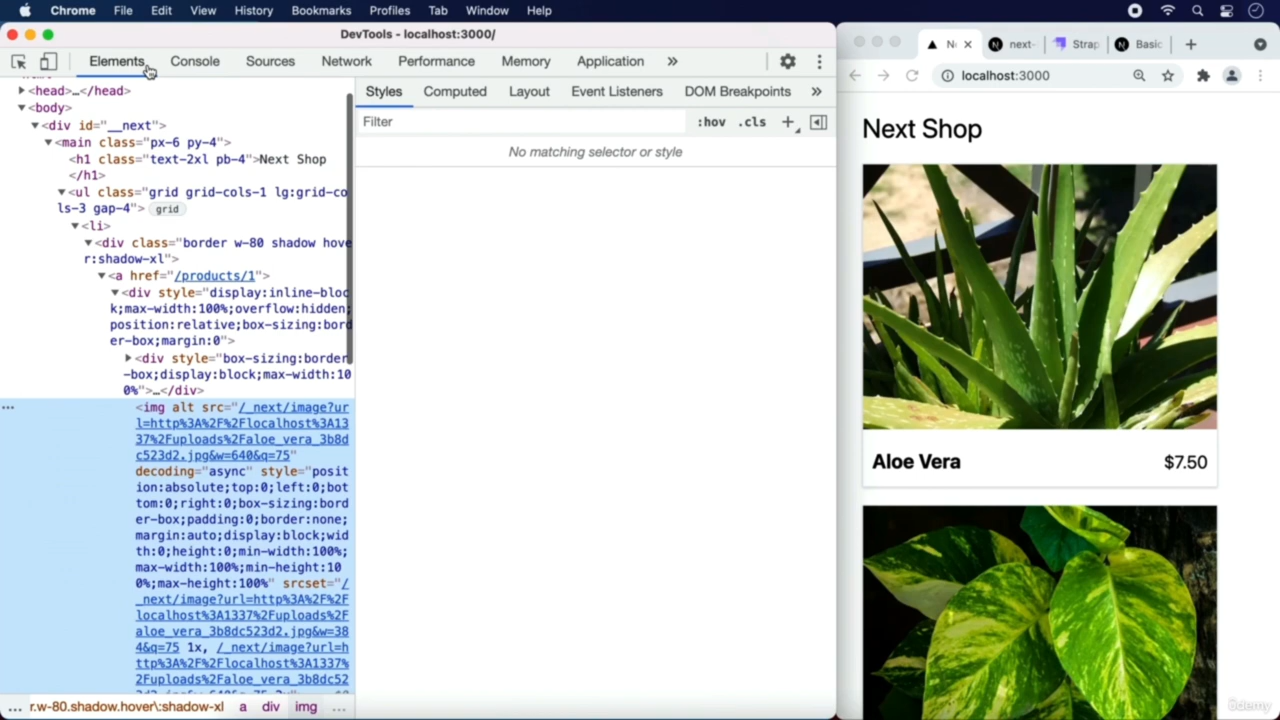 Chrome File Edit View History Bookmarks Profiles Tab Window Help
DevTools - localhost:3000/
Elements Console Sources Network Performance Memory Application »
<head>…</head>
<body>
<div id="__next">
<main class="px-6 py-4">
<h1 class="text-2xl pb-4">Next Shop
</h1>
<ul class="grid grid-cols-1 lg:grid-co
ls-3 gap-4"> grid
<li>
<div class="border w-80 shadow hove
r:shadow-xl">
<a href="/products/1">
<div style="display:inline-bloc
k;max-width:100%;overflow:hidden;
position:relative;box-sizing:bord
er-box;margin:0">
<div style="box-sizing:border
-box;display:block;max-width:10
0%">…</div>
<img alt src="/_next/image?ur
l=http%3A%2F%2Flocalhost%3A13
37%2Fuploads%2Faloe_vera_3b8d
c523d2.jpg&w=640&q=75"
decoding="async" style="posit
ion:absolute;top:0;left:0;bot
tom:0;right:0;box-sizing:bord
er-box;padding:0;border:none;
margin:auto;display:block;wid
th:0;height:0;min-width:100%;
max-width:100%;min-height:10
0%;max-height:100%" srcset="/
_next/image?url=http%3A%2F%2F
localhost%3A1337%2Fuploads%2F
aloe_vera_3b8dc523d2.jpg&w=38
4&q=75 1x, /_next/image?url=h
ttp%3A%2F%2Flocalhost%3A1337%
2Fuploads%2Faloe_vera_3b8dc52
… r.w-80.shadow.hover\:shadow-xl a div img …
Styles Computed Layout Event Listeners DOM Breakpoints »
Filter :hov .cls +
No matching selector or style
next- Strap Basic
localhost:3000
Next Shop
Aloe Vera $7.50
ûdemy